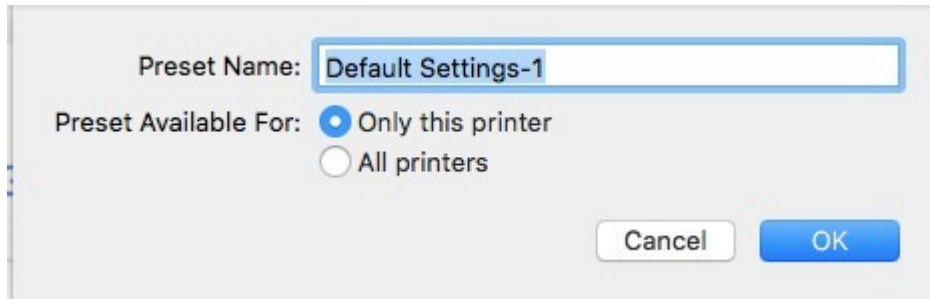 Preset Name: Default Settings-1
Preset Available For: Only this printer
All printers
Cancel OK